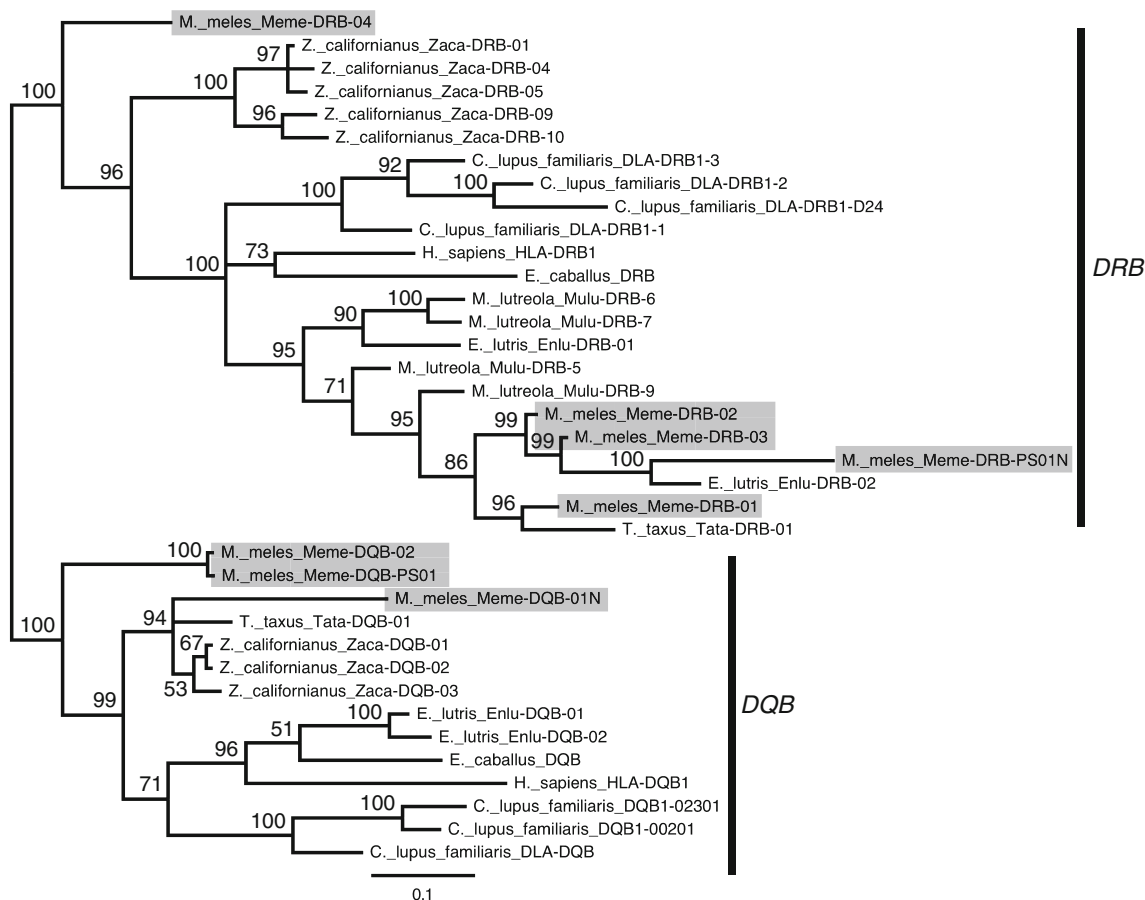 M._meles_Meme-DRB-04
Z._californianus_Zaca-DRB-01
97
Z._californianus_Zaca-DRB-04
100
Z._californianus_Zaca-DRB-05
100
Z._californianus_Zaca-DRB-09
96
Z._californianus_Zaca-DRB-10
C._lupus_familiaris_DLA-DRB1-3
92
96
C._lupus_familiaris_DLA-DRB1-2
100
100
C._lupus_familiaris_DLA-DRB1-D24
C._lupus_familiaris_DLA-DRB1-1
H._sapiens_HLA-DRB1
73
100
E._caballus_DRB
DRB
M._lutreola_Mulu-DRB-6
100
90
M._lutreola_Mulu-DRB-7
E._lutris_Enlu-DRB-01
95
M._lutreola_Mulu-DRB-5
71
M._lutreola_Mulu-DRB-9
95
M._meles_Meme-DRB-02
99
M._meles_Meme-DRB-03
99
M._meles_Meme-DRB-PS01N
100
86
E._lutris_Enlu-DRB-02
M._meles_Meme-DRB-01
96
T._taxus_Tata-DRB-01
M._meles_Meme-DQB-02
100
M._meles_Meme-DQB-PS01
M._meles_Meme-DQB-01N
100
94
T._taxus_Tata-DQB-01
Z._californianus_Zaca-DQB-01
67
Z._californianus_Zaca-DQB-02
53
Z._californianus_Zaca-DQB-03
99
DQB
E._lutris_Enlu-DQB-01
100
51
E._lutris_Enlu-DQB-02
96
E._caballus_DQB
H._sapiens_HLA-DQB1
71
C._lupus_familiaris_DQB1-02301
100
100
C._lupus_familiaris_DQB1-00201
C._lupus_familiaris_DLA-DQB
0.1